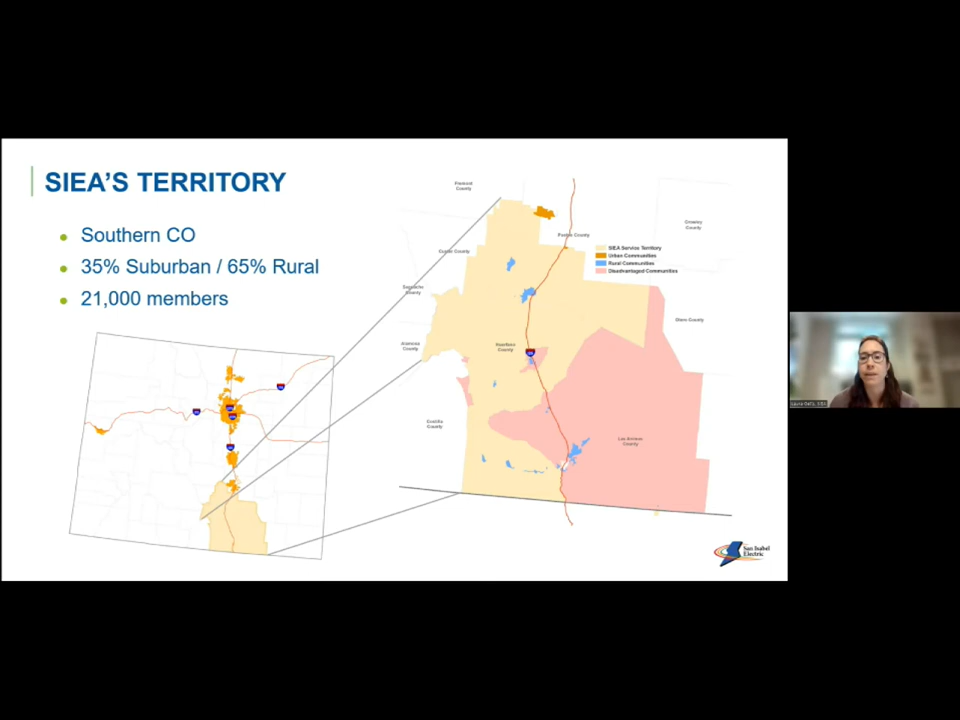 SIEA'S TERRITORY
Southern CO
35% Suburban / 65% Rural
21,000 members
Fremont
County
Crowley
County
Pueblo County
Custer County
SIEA Service Territory
Urban Communities
Rural Communities
Disadvantaged Communities
Saguache
County
Otero County
Alamosa
County
Huerfano
County
Costilla
County
Las Animas
County
San Isabel
Electric